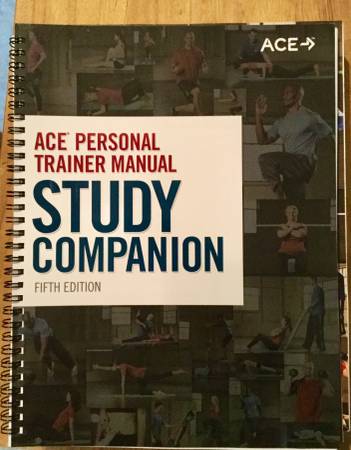 ACE
ACE® PERSONAL
TRAINER MANUAL
STUDY
COMPANION
FIFTH EDITION